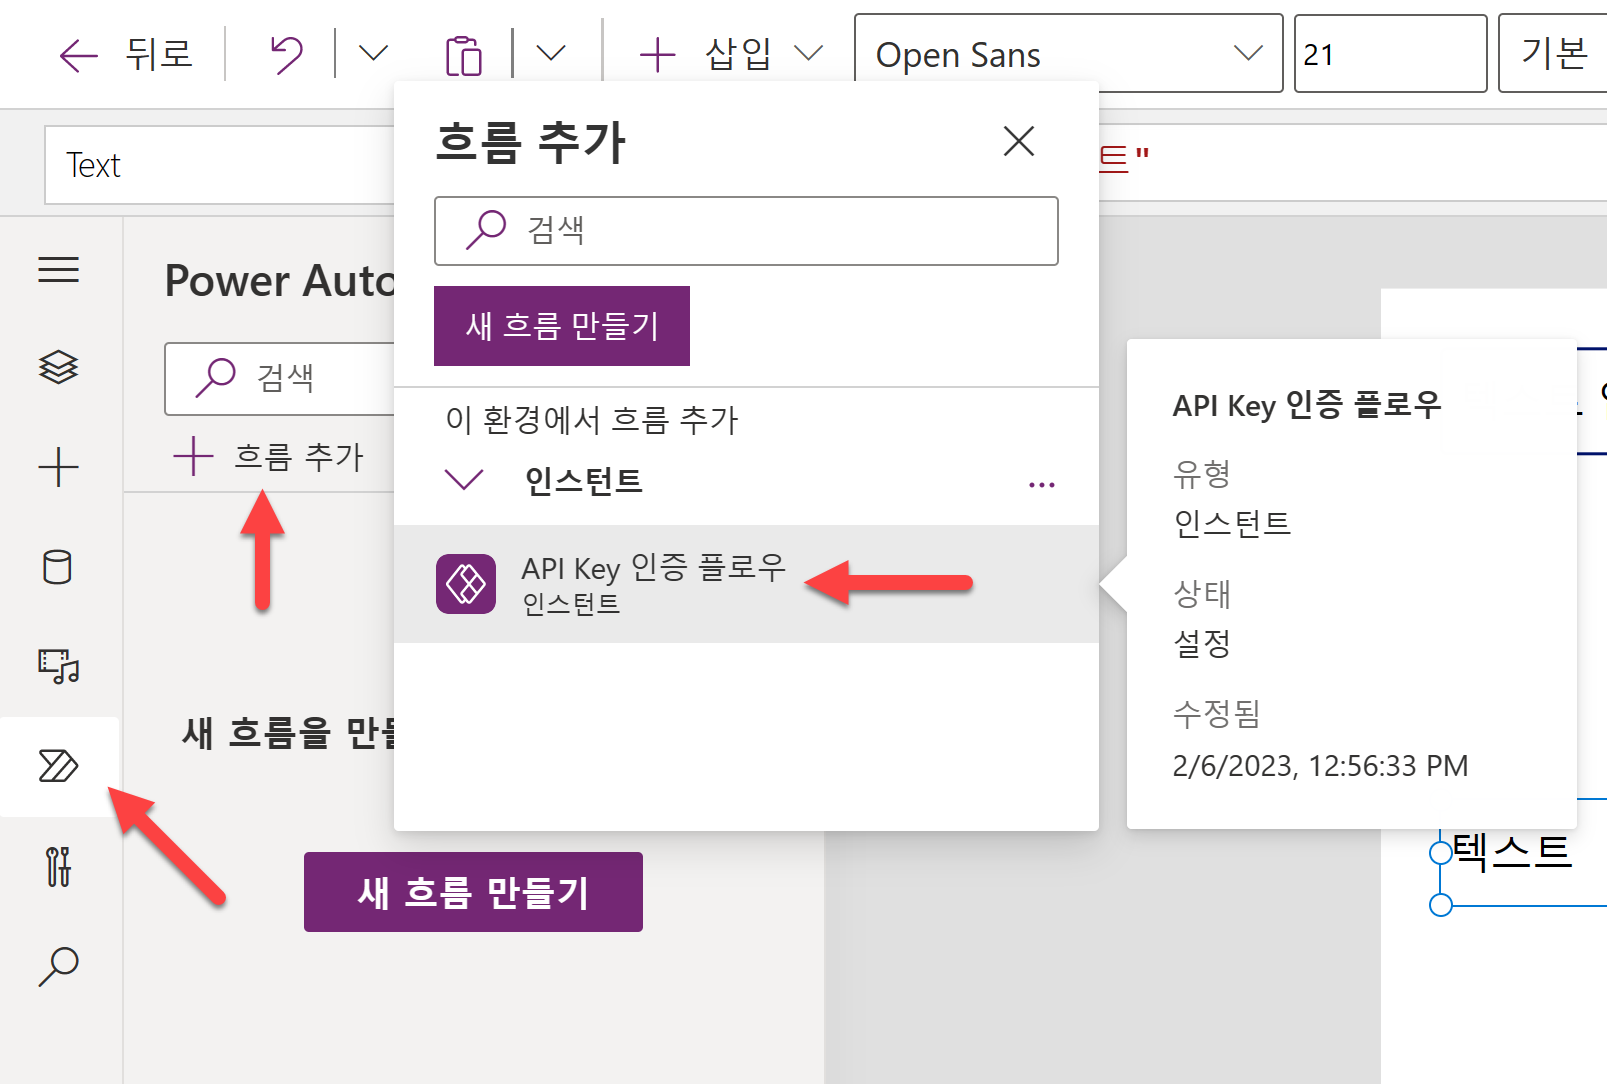 뒤로
삽입
Open Sans
21
기본
Text
트"
흐름 추가
검색
새 흐름 만들기
이 환경에서 흐름 추가
인스턴트
API Key 인증 플로우
인스턴트
Power Auto
검색
흐름 추가
새 흐름을 만들
새 흐름 만들기
API Key 인증 플로우
유형
인스턴트
상태
설정
수정됨
2/6/2023, 12:56:33 PM
텍스트